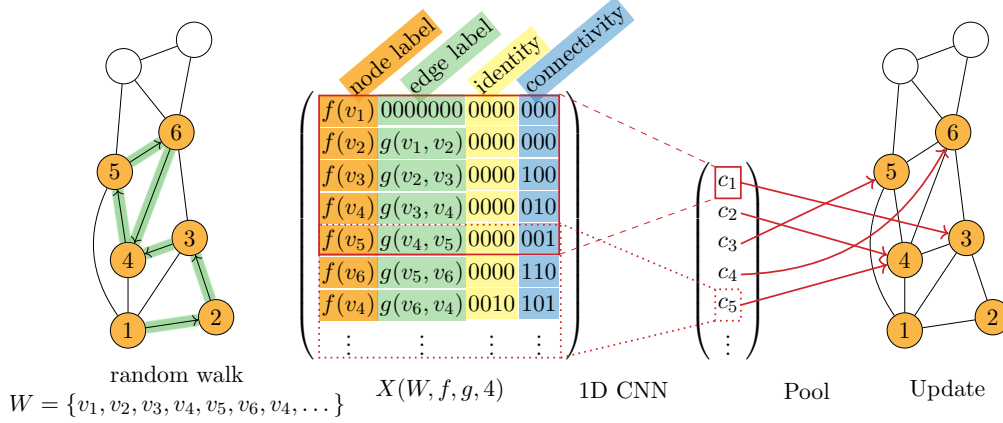 node label
edge label
identity
connectivity
f(v₁) 0000000 0000 000
f(v₂) g(v₁, v₂) 0000 000
f(v₃) g(v₂, v₃) 0000 100
f(v₄) g(v₃, v₄) 0000 010
f(v₅) g(v₄, v₅) 0000 001
f(v₆) g(v₅, v₆) 0000 110
f(v₄) g(v₆, v₄) 0010 101
⋮ ⋮ ⋮ ⋮
6
5
3
4
2
1
c₁
c₂
c₃
c₄
c₅
⋮
6
5
3
4
2
1
random walk
W = {v₁, v₂, v₃, v₄, v₅, v₆, v₄, . . . }
X(W, f, g, 4)
1D CNN
Pool
Update